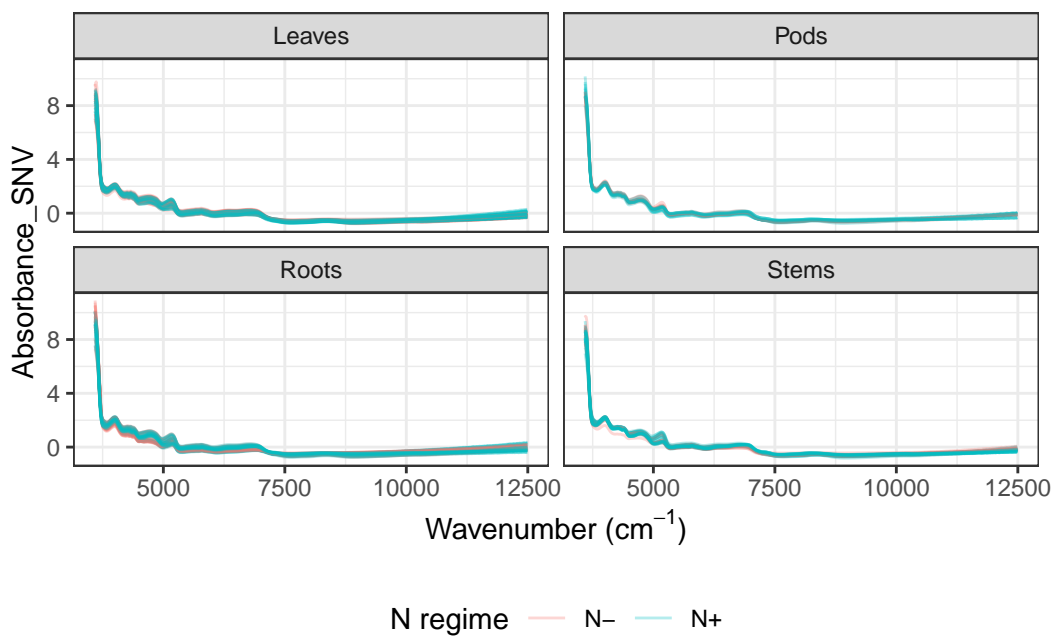 Leaves
Pods
8
4
0
Absorbance_SNV
Roots
Stems
8
4
0
5000 7500 10000 12500 5000 7500 10000 12500
Wavenumber (cm⁻¹)
N regime N− N+